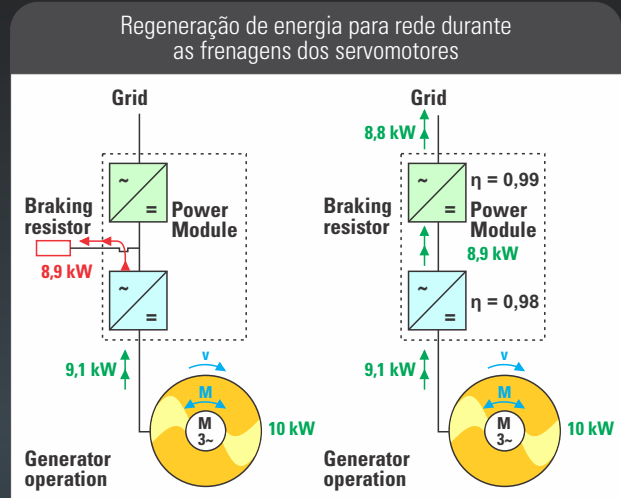 Regeneração de energia para rede durante
as frenagens dos servomotores
Grid
~
=
Braking
resistor
Power
Module
8,9 kW
~
=
9,1 kW
v
M
M
3~
10 kW
Generator
operation
Grid
8,8 kW
~
=
η = 0,99
Braking
resistor
Power
Module
8,9 kW
~
=
η = 0,98
9,1 kW
v
M
M
3~
10 kW
Generator
operation